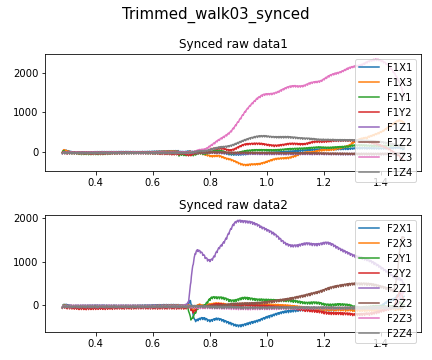 Trimmed_walk03_synced
Synced raw data1
2000
1000
0
0.4 0.6 0.8 1.0 1.2 1.4
F1X1
F1X3
F1Y1
F1Y2
F1Z1
F1Z2
F1Z3
F1Z4
Synced raw data2
2000
1000
0
0.4 0.6 0.8 1.0 1.2 1.4
F2X1
F2X3
F2Y1
F2Y2
F2Z1
F2Z2
F2Z3
F2Z4